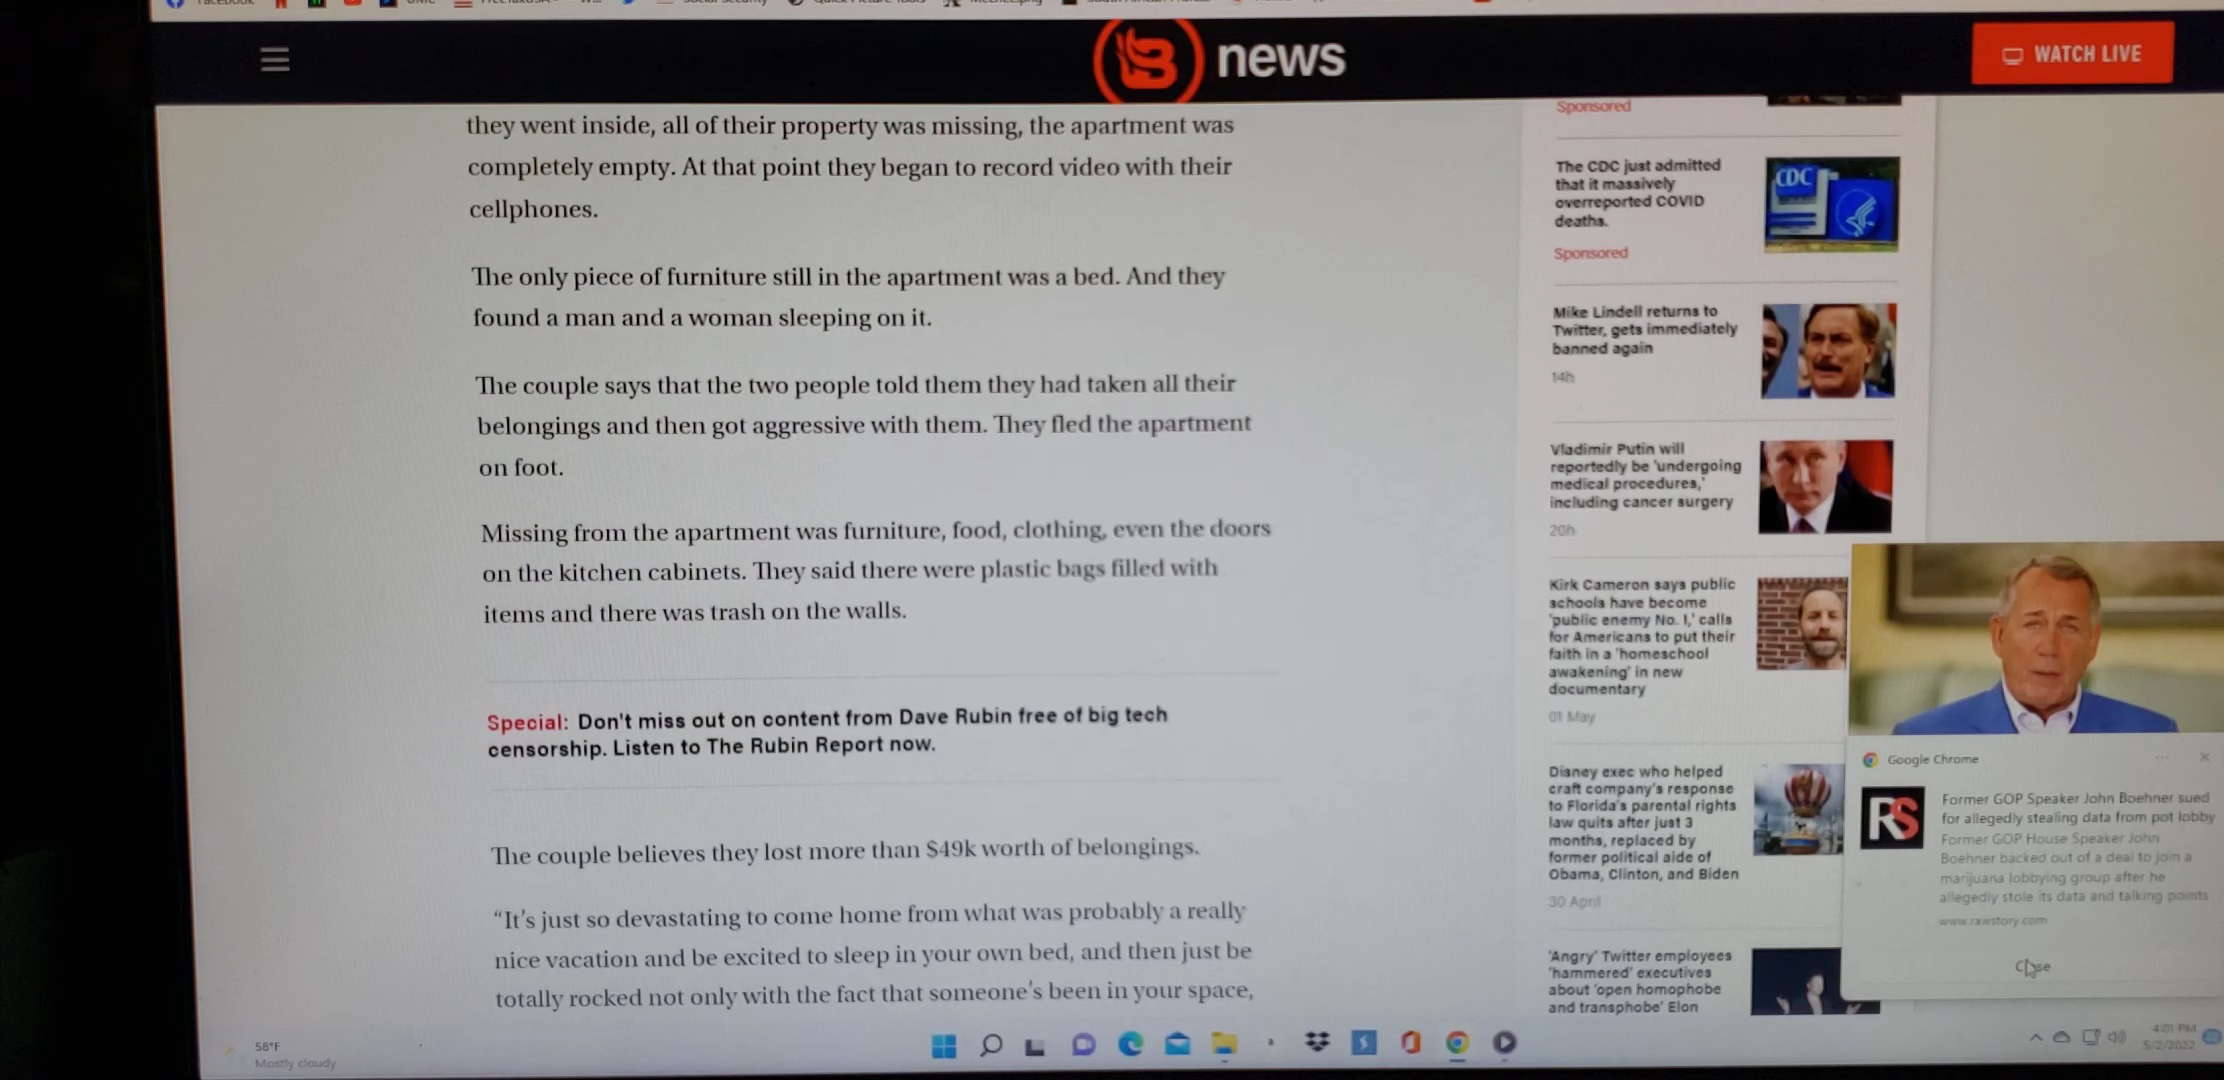 news
WATCH LIVE
they went inside, all of their property was missing, the apartment was
completely empty. At that point they began to record video with their
cellphones.
The only piece of furniture still in the apartment was a bed. And they
found a man and a woman sleeping on it.
The couple says that the two people told them they had taken all their
belongings and then got aggressive with them. They fled the apartment
on foot.
Missing from the apartment was furniture, food, clothing, even the doors
on the kitchen cabinets. They said there were plastic bags filled with
items and there was trash on the walls.
Special: Don't miss out on content from Dave Rubin free of big tech
censorship. Listen to The Rubin Report now.
The couple believes they lost more than $49k worth of belongings.
“It's just so devastating to come home from what was probably a really
nice vacation and be excited to sleep in your own bed, and then just be
totally rocked not only with the fact that someone's been in your space,
Sponsored
The CDC just admitted
that it massively
overreported COVID
deaths.
CDC
Sponsored
Mike Lindell returns to
Twitter, gets immediately
banned again
14h
Vladimir Putin will
reportedly be 'undergoing
medical procedures,'
including cancer surgery
20h
Kirk Cameron says public
schools have become
'public enemy No. 1,' calls
for Americans to put their
faith in a 'homeschool
awakening' in new
documentary
01 May
Disney exec who helped
craft company's response
to Florida's parental rights
law quits after just 3
months, replaced by
former political aide of
Obama, Clinton, and Biden
30 April
'Angry' Twitter employees
'hammered' executives
about 'open homophobe
and transphobe' Elon
Google Chrome
RS
Former GOP Speaker John Boehner sued
for allegedly stealing data from pot lobby
Former GOP House Speaker John
Boehner backed out of a deal to join a
marijuana lobbying group after he
allegedly stole its data and talking points
www.rawstory.com
Close
58°F
Mostly cloudy
4:01 PM
5/2/2022